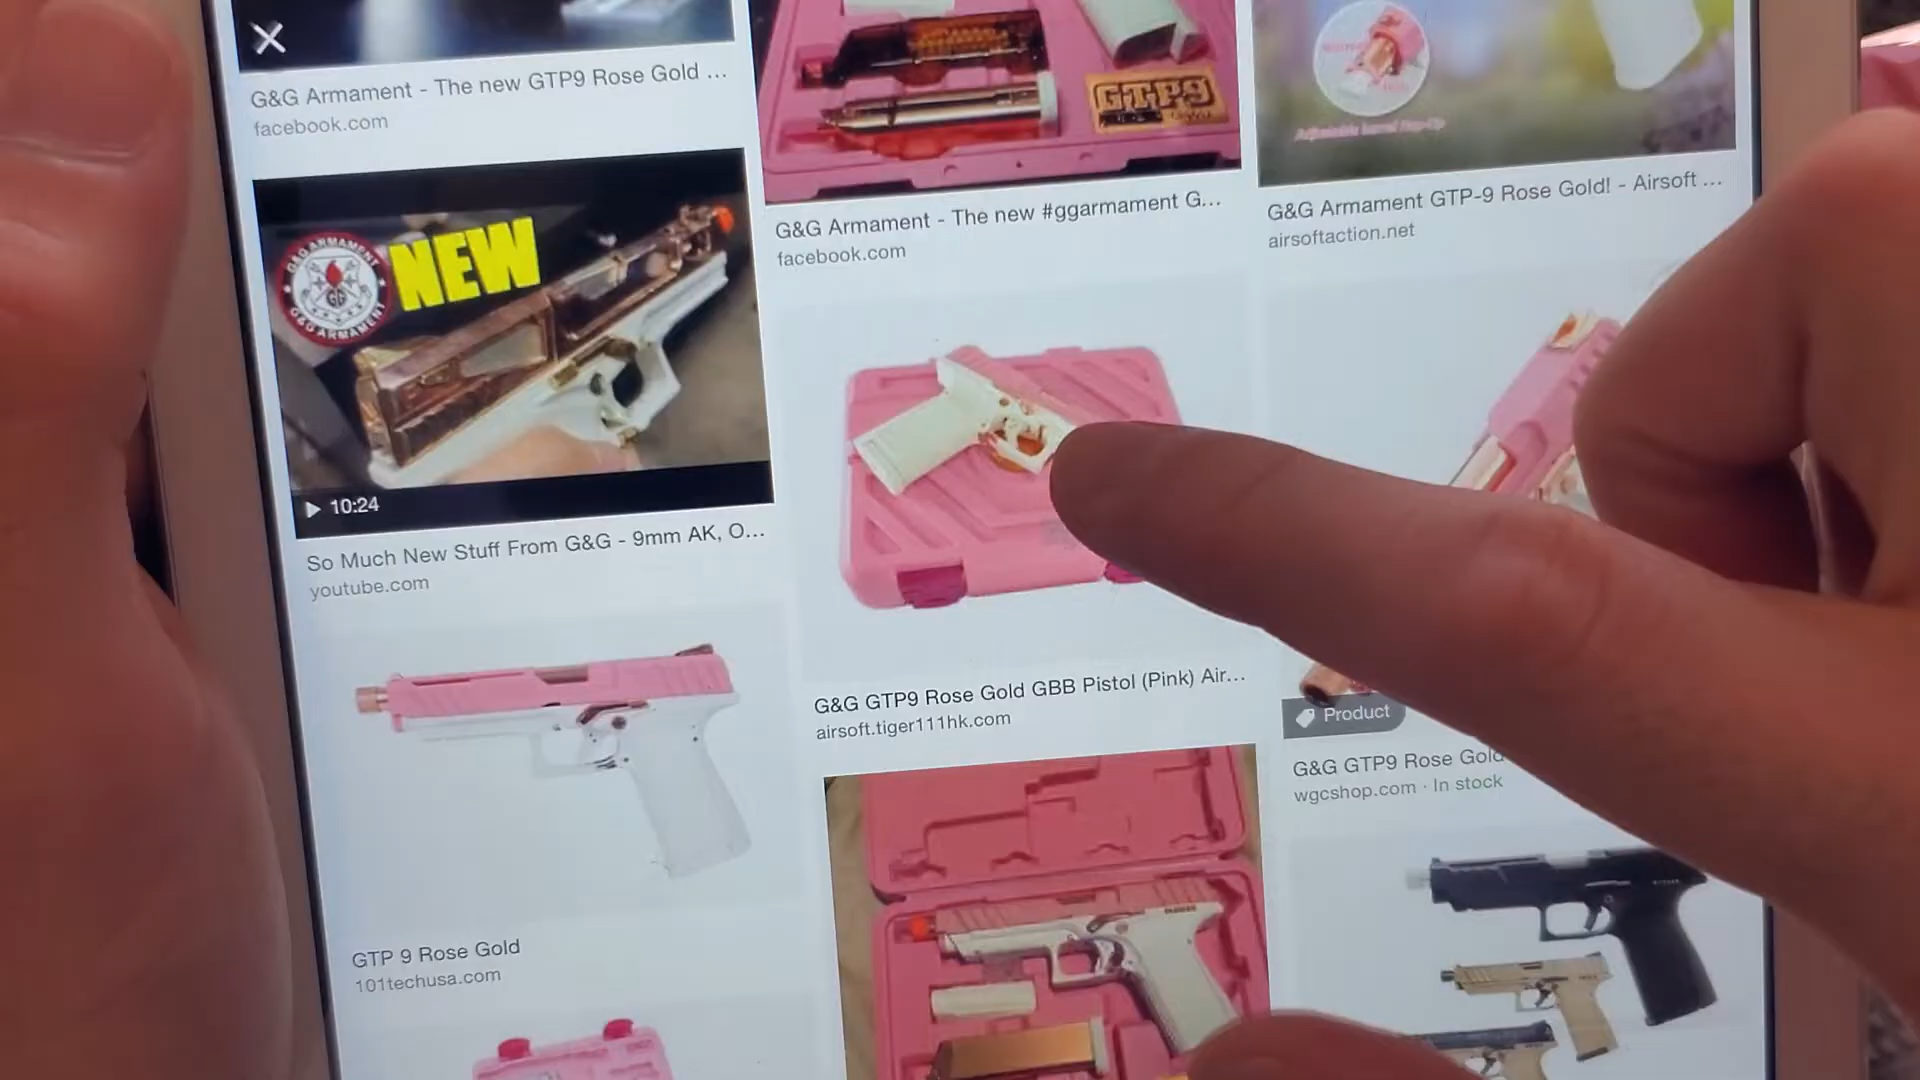 G&G Armament - The new GTP9 Rose Gold ...
facebook.com
GTP9
G&G Armament - The new #ggarmament G...
facebook.com
G&G Armament GTP-9 Rose Gold! - Airsoft ...
airsoftaction.net
G&G ARMAMENT
GG
G&G ARMAMENT
NEW
10:24
So Much New Stuff From G&G - 9mm AK, O...
youtube.com
G&G GTP9 Rose Gold GBB Pistol (Pink) Air...
airsoft.tiger111hk.com
Product
G&G GTP9 Rose Gold
wgcshop.com · In stock
GTP 9 Rose Gold
101techusa.com